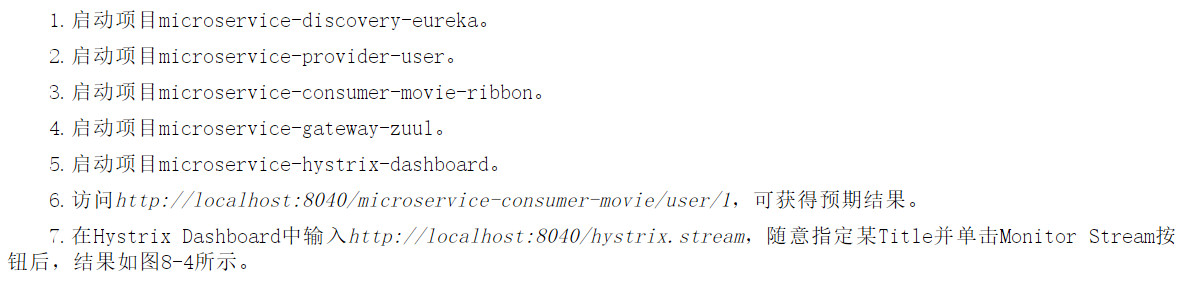 1. 启动项目microservice-discovery-eureka。
2. 启动项目microservice-provider-user。
3. 启动项目microservice-consumer-movie-ribbon。
4. 启动项目microservice-gateway-zuul。
5. 启动项目microservice-hystrix-dashboard。
6. 访问http://localhost:8040/microservice-consumer-movie/user/1，可获得预期结果。
7. 在Hystrix Dashboard中输入http://localhost:8040/hystrix.stream，随意指定某Title并单击Monitor Stream按
钮后，结果如图8-4所示。